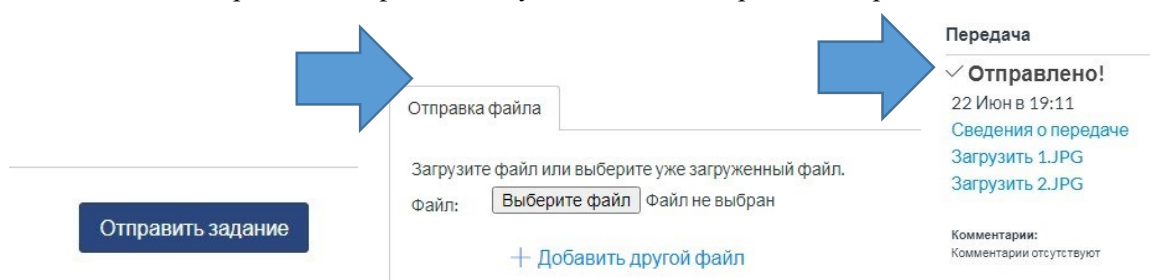 Отправить задание
Отправка файла
Загрузите файл или выберите уже загруженный файл.
Файл: Выберите файл Файл не выбран
+ Добавить другой файл
Передача
✓ Отправлено!
22 Июн в 19:11
Сведения о передаче
Загрузить 1.JPG
Загрузить 2.JPG
Комментарии:
Комментарии отсутствуют